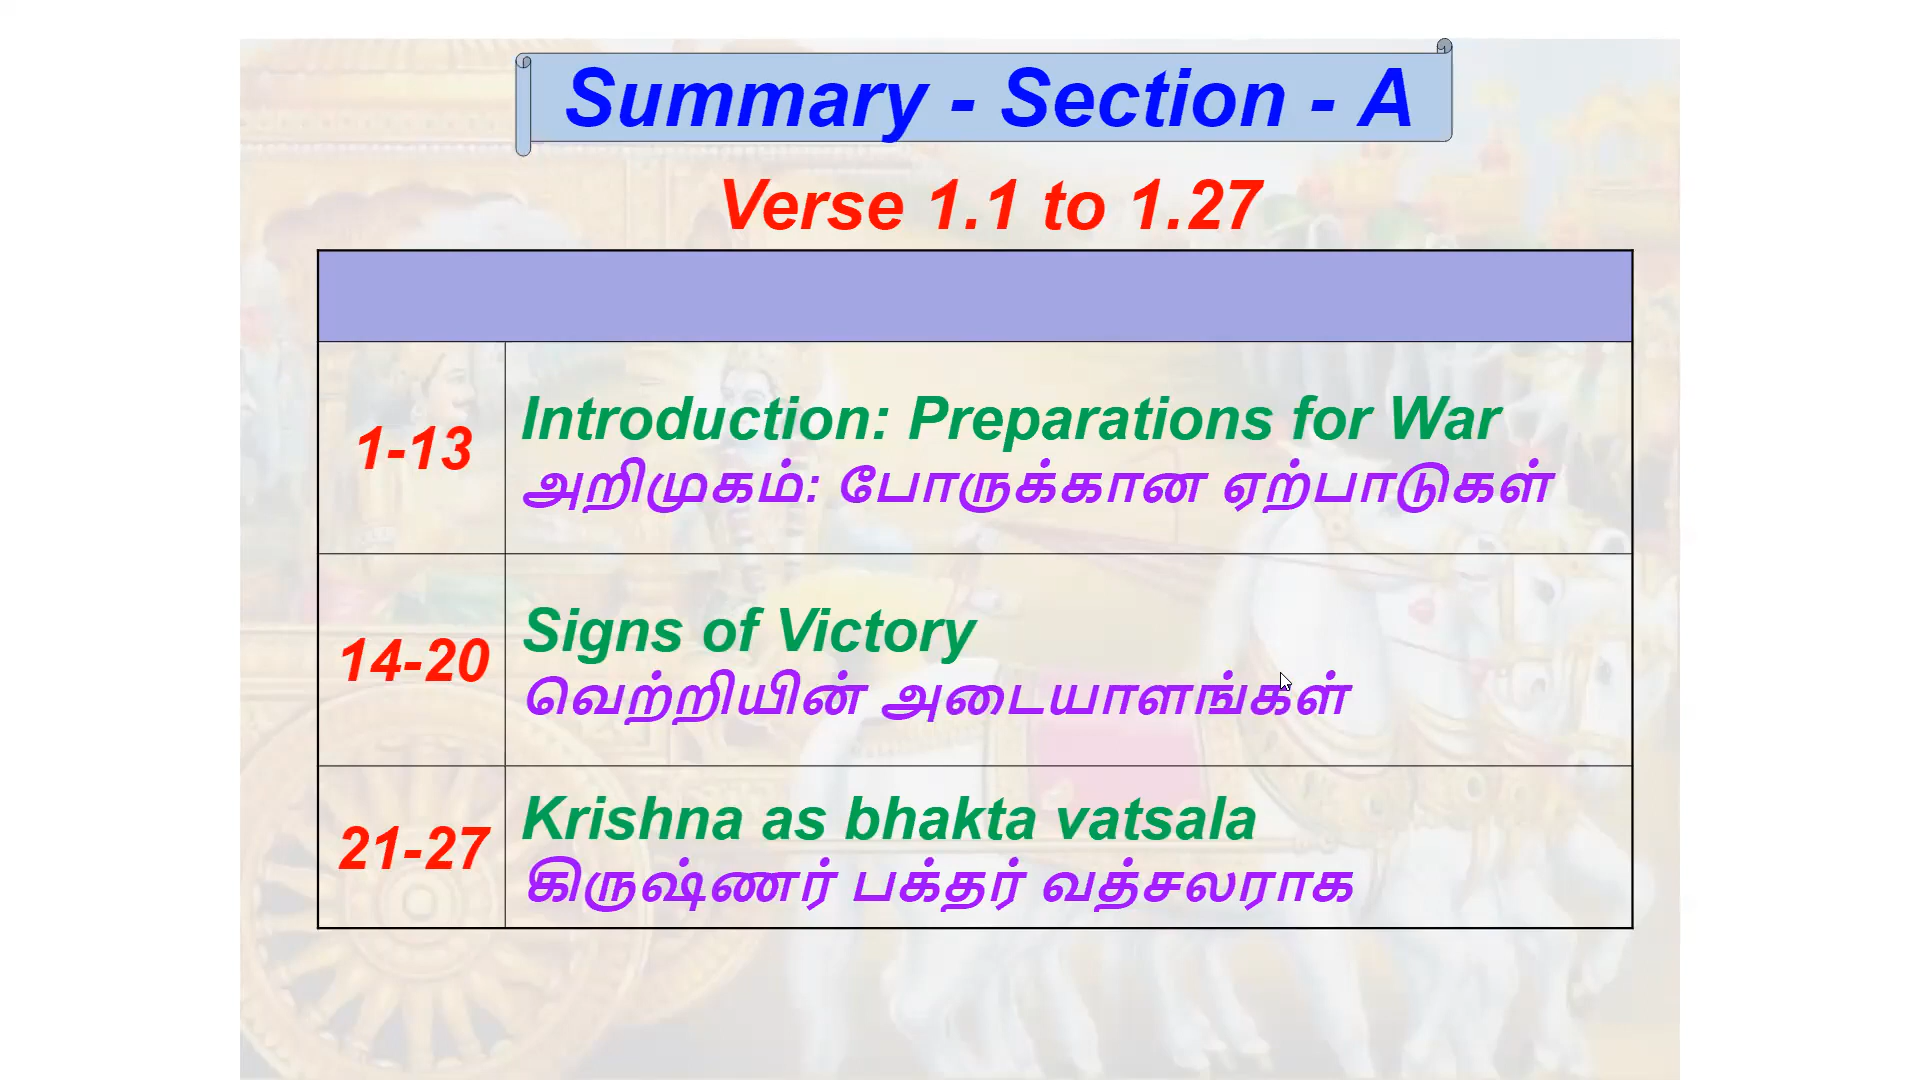 Summary - Section - A
Verse 1.1 to 1.27
1-13
Introduction: Preparations for War
அறிமுகம்: போருக்கான ஏற்பாடுகள்
14-20
Signs of Victory
வெற்றியின் அடையாளங்கள்
21-27
Krishna as bhakta vatsala
கிருஷ்ணர் பக்தர் வத்சலராக